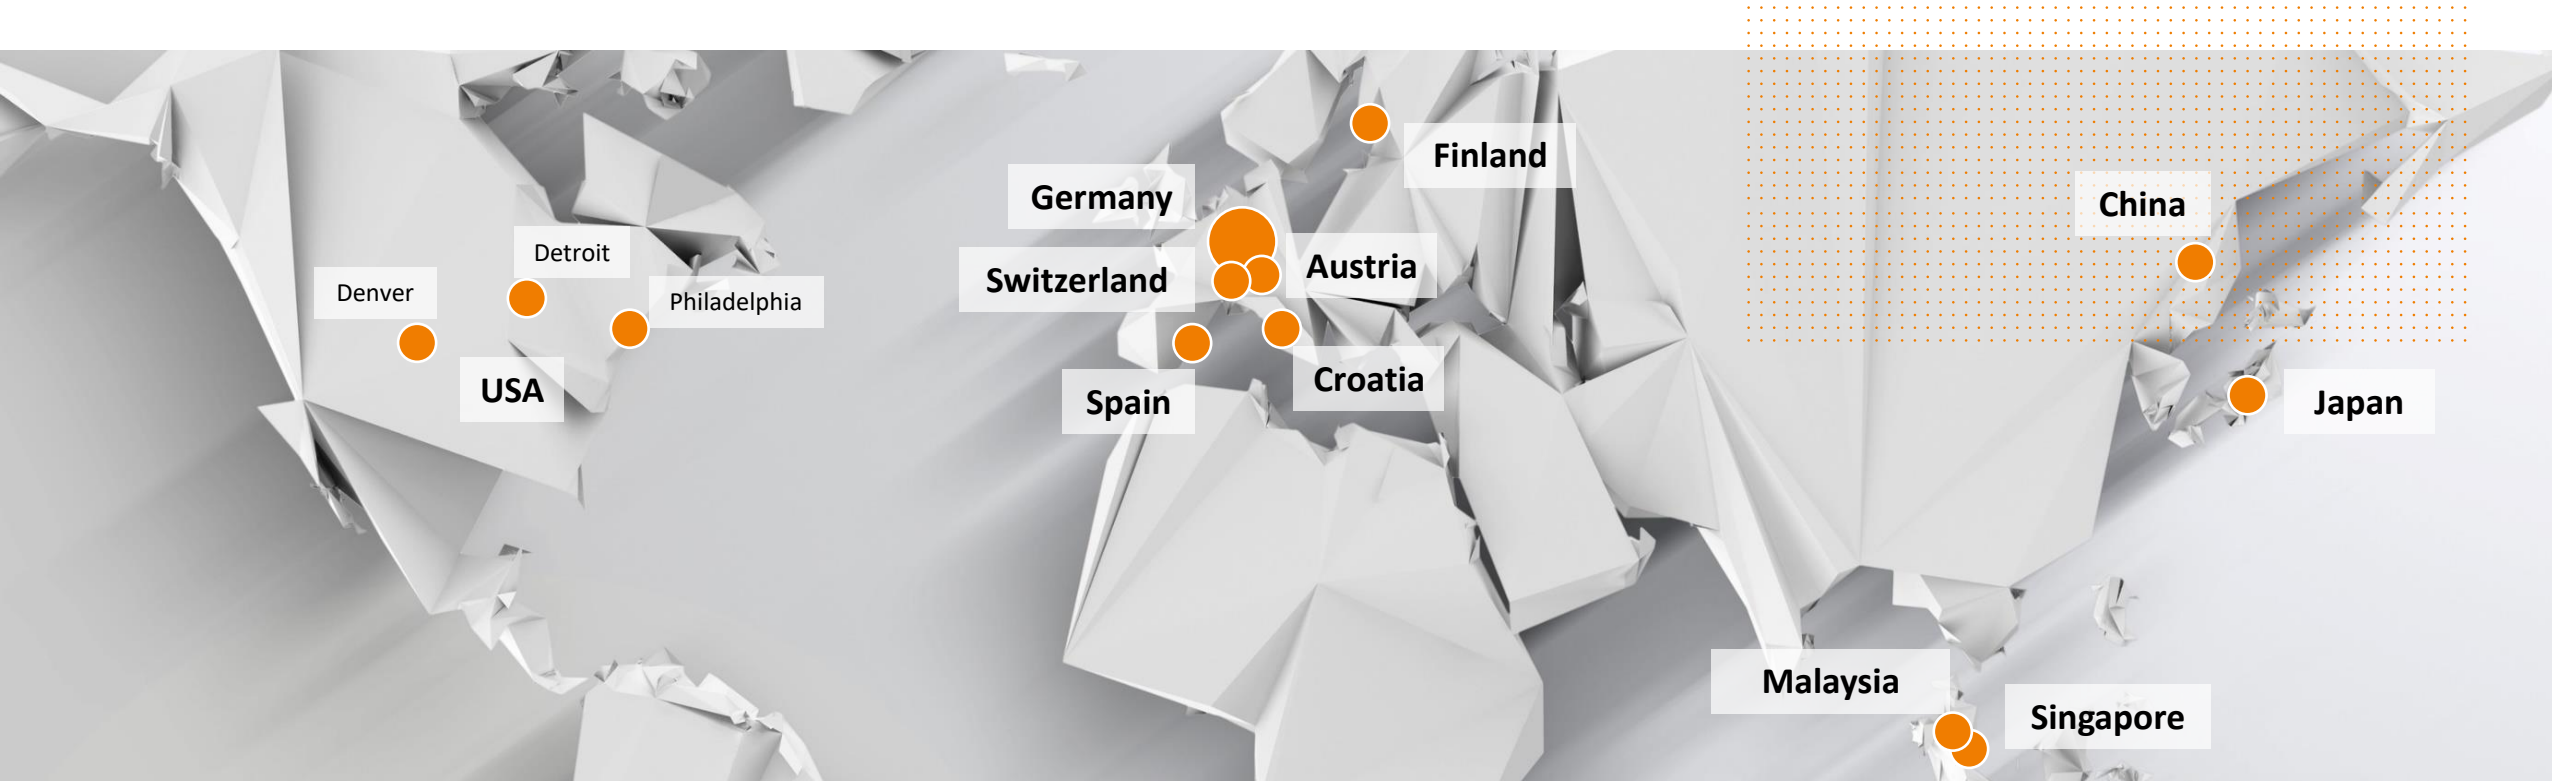 Finland
Germany
China
Detroit
Austria
Switzerland
Denver
Philadelphia
USA
Croatia
Spain
Japan
Malaysia
Singapore